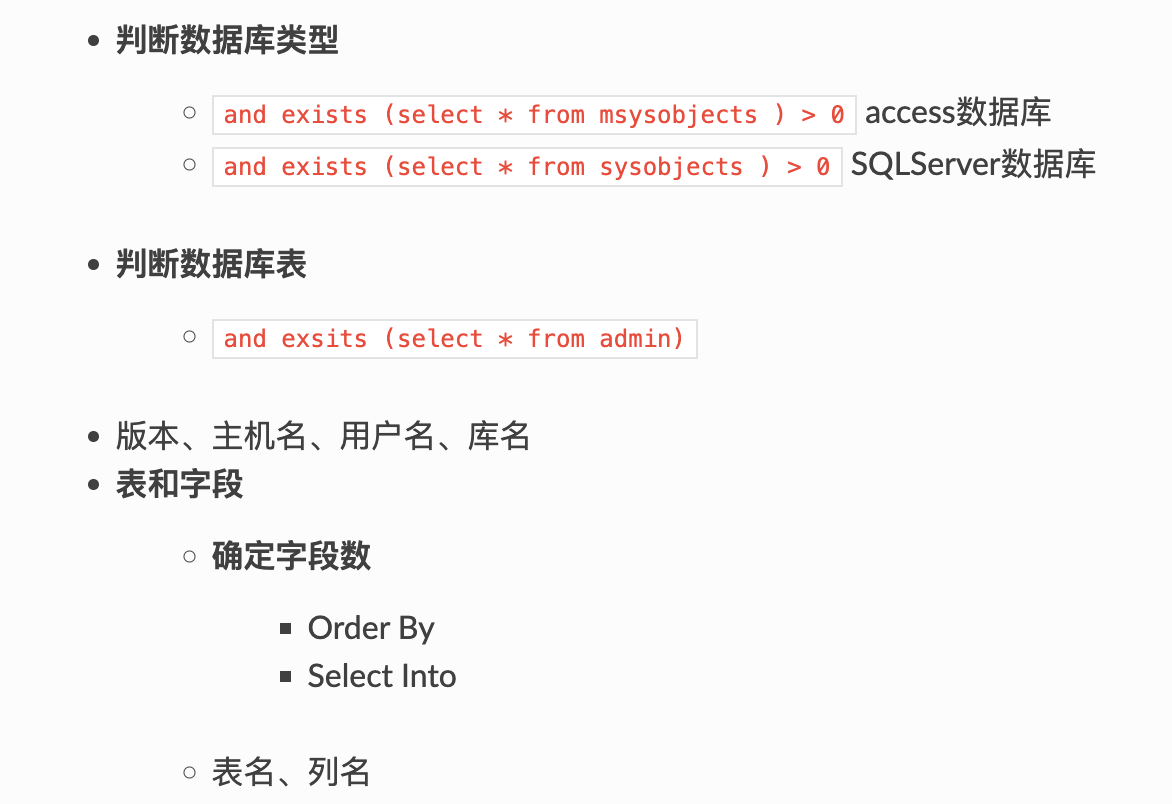 判断数据库类型
and exists (select * from msysobjects ) > 0 access数据库
and exists (select * from sysobjects ) > 0 SQLServer数据库
判断数据库表
and exsits (select * from admin)
版本、主机名、用户名、库名
表和字段
确定字段数
Order By
Select Into
表名、列名